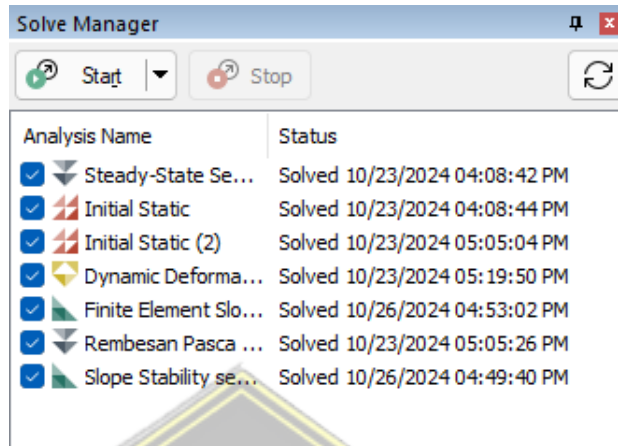 Solve Manager
Start Stop
Analysis Name Status
Steady-State Se... Solved 10/23/2024 04:08:42 PM
Initial Static Solved 10/23/2024 04:08:44 PM
Initial Static (2) Solved 10/23/2024 05:05:04 PM
Dynamic Deforma... Solved 10/23/2024 05:19:50 PM
Finite Element Slo... Solved 10/26/2024 04:53:02 PM
Rembesan Pasca ... Solved 10/23/2024 05:05:26 PM
Slope Stability se... Solved 10/26/2024 04:49:40 PM